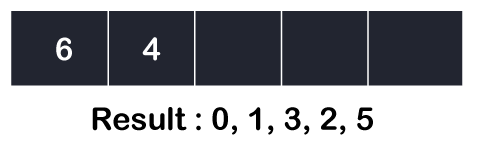 6 4
Result : 0, 1, 3, 2, 5